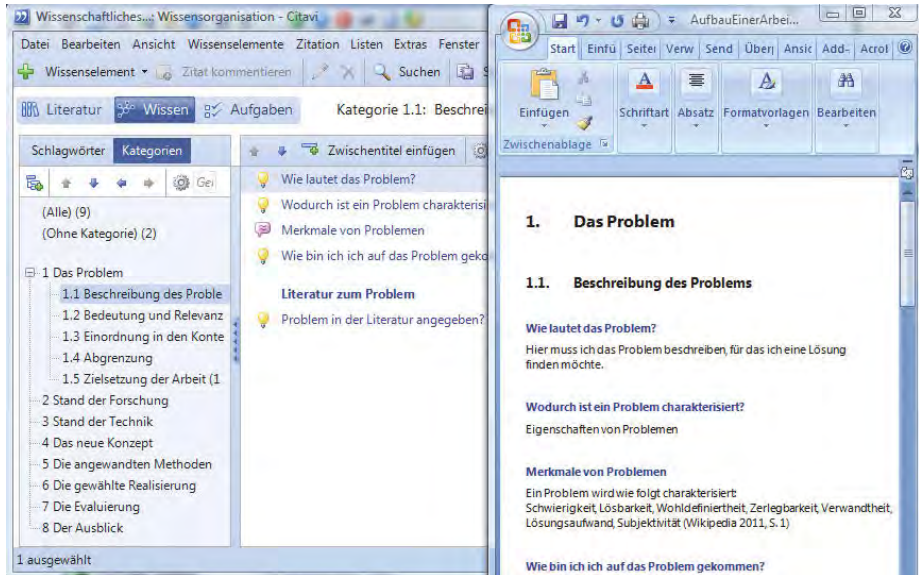 Wissenschaftliches...: Wissensorganisation - Citavi
Datei Bearbeiten Ansicht Wissenselemente Zitation Listen Extras Fenster
Wissenselement Zitat kommentieren Suchen S
Literatur Wissen Aufgaben Kategorie 1.1: Beschrei
Schlagwörter Kategorien Zwischentitel einfügen
Gei
(Alle) (9)
(Ohne Kategorie) (2)
1 Das Problem
1.1 Beschreibung des Proble
1.2 Bedeutung und Relevanz
1.3 Einordnung in den Konte
1.4 Abgrenzung
1.5 Zielsetzung der Arbeit (1
2 Stand der Forschung
3 Stand der Technik
4 Das neue Konzept
5 Die angewandten Methoden
6 Die gewählte Realisierung
7 Die Evaluierung
8 Der Ausblick
1 ausgewählt
Wie lautet das Problem?
Wodurch ist ein Problem charakterisi
Merkmale von Problemen
Wie bin ich ich auf das Problem geko
Literatur zum Problem
Problem in der Literatur angegeben?
AufbauEinerArbei...
Start Einfü Seiter Verw Send Überj Ansic Add- Acrof
Einfügen Schriftart Absatz Formatvorlagen Bearbeiten
Zwischenablage
1. Das Problem
1.1. Beschreibung des Problems
Wie lautet das Problem?
Hier muss ich das Problem beschreiben, für das ich eine Lösung
finden möchte.
Wodurch ist ein Problem charakterisiert?
Eigenschaften von Problemen
Merkmale von Problemen
Ein Problem wird wie folgt charakterisiert:
Schwierigkeit, Lösbarkeit, Wohldefiniertheit, Zerlegbarkeit, Verwandtheit,
Lösungsaufwand, Subjektivität (Wikipedia 2011, S. 1)
Wie bin ich ich auf das Problem gekommen?